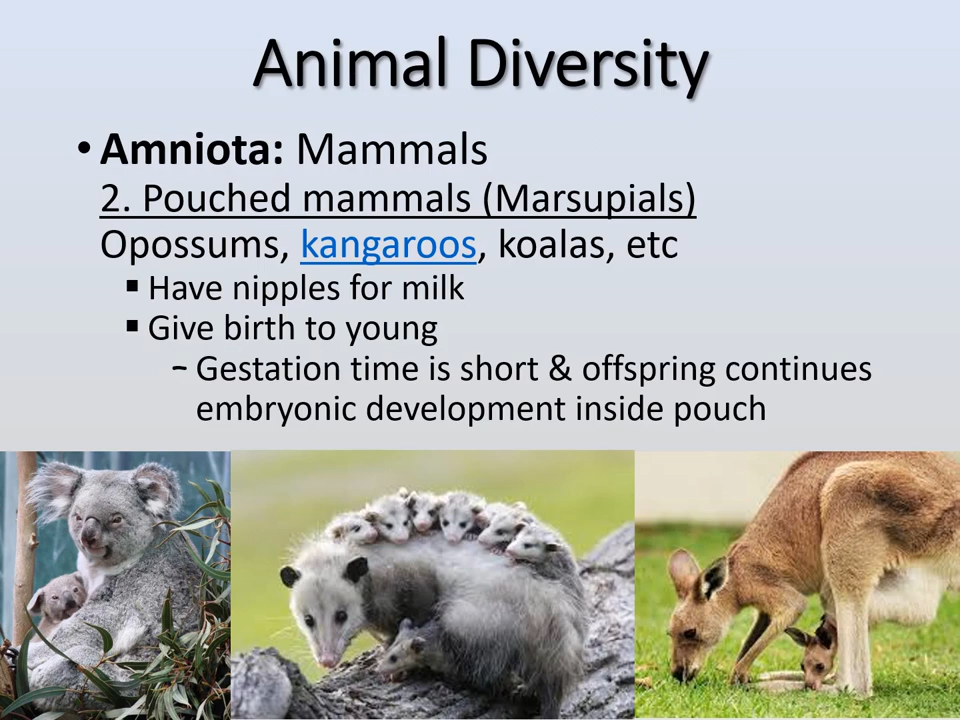 Animal Diversity
• Amniota: Mammals
2. Pouched mammals (Marsupials)
Opossums, kangaroos, koalas, etc
▪ Have nipples for milk
▪ Give birth to young
– Gestation time is short & offspring continues
embryonic development inside pouch